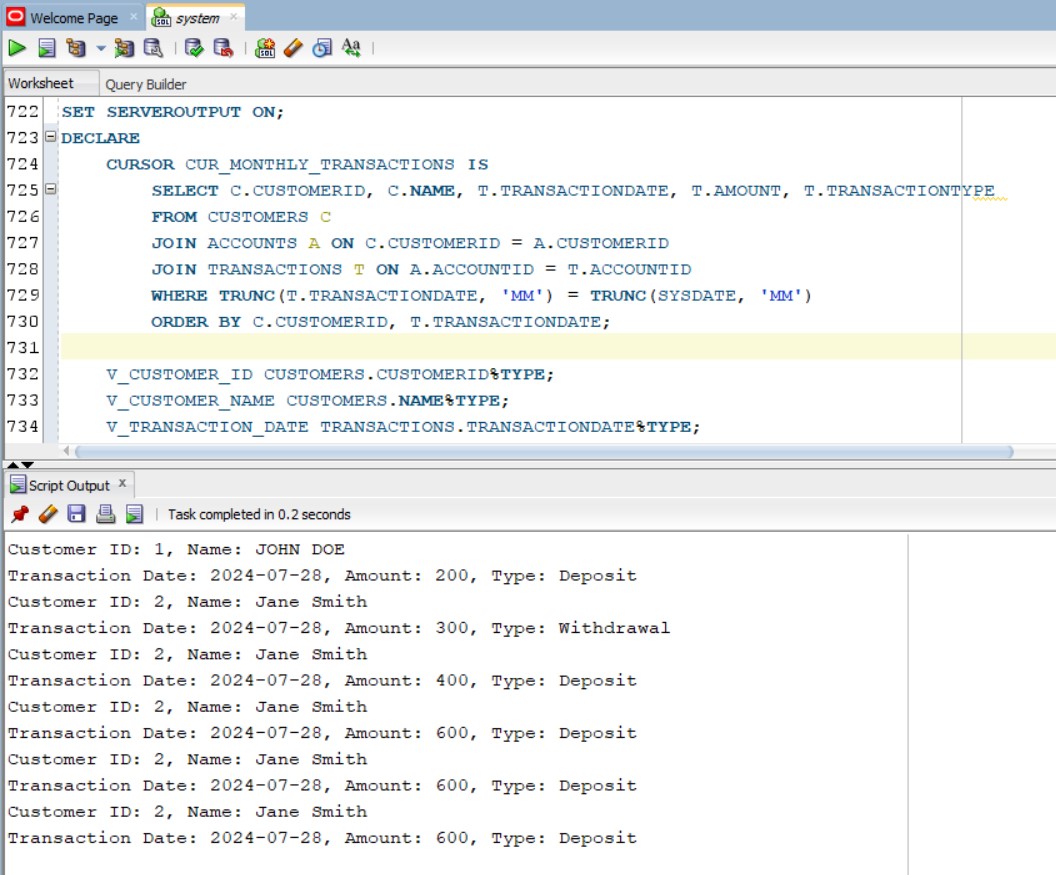 Welcome Page × system ×
Worksheet Query Builder
722 SET SERVEROUTPUT ON;
723 DECLARE
724 CURSOR CUR_MONTHLY_TRANSACTIONS IS
725 SELECT C.CUSTOMERID, C.NAME, T.TRANSACTIONDATE, T.AMOUNT, T.TRANSACTIONTYPE
726 FROM CUSTOMERS C
727 JOIN ACCOUNTS A ON C.CUSTOMERID = A.CUSTOMERID
728 JOIN TRANSACTIONS T ON A.ACCOUNTID = T.ACCOUNTID
729 WHERE TRUNC(T.TRANSACTIONDATE, 'MM') = TRUNC(SYSDATE, 'MM')
730 ORDER BY C.CUSTOMERID, T.TRANSACTIONDATE;
731
732 V_CUSTOMER_ID CUSTOMERS.CUSTOMERID%TYPE;
733 V_CUSTOMER_NAME CUSTOMERS.NAME%TYPE;
734 V_TRANSACTION_DATE TRANSACTIONS.TRANSACTIONDATE%TYPE;
Script Output ×
Task completed in 0.2 seconds
Customer ID: 1, Name: JOHN DOE
Transaction Date: 2024-07-28, Amount: 200, Type: Deposit
Customer ID: 2, Name: Jane Smith
Transaction Date: 2024-07-28, Amount: 300, Type: Withdrawal
Customer ID: 2, Name: Jane Smith
Transaction Date: 2024-07-28, Amount: 400, Type: Deposit
Customer ID: 2, Name: Jane Smith
Transaction Date: 2024-07-28, Amount: 600, Type: Deposit
Customer ID: 2, Name: Jane Smith
Transaction Date: 2024-07-28, Amount: 600, Type: Deposit
Customer ID: 2, Name: Jane Smith
Transaction Date: 2024-07-28, Amount: 600, Type: Deposit